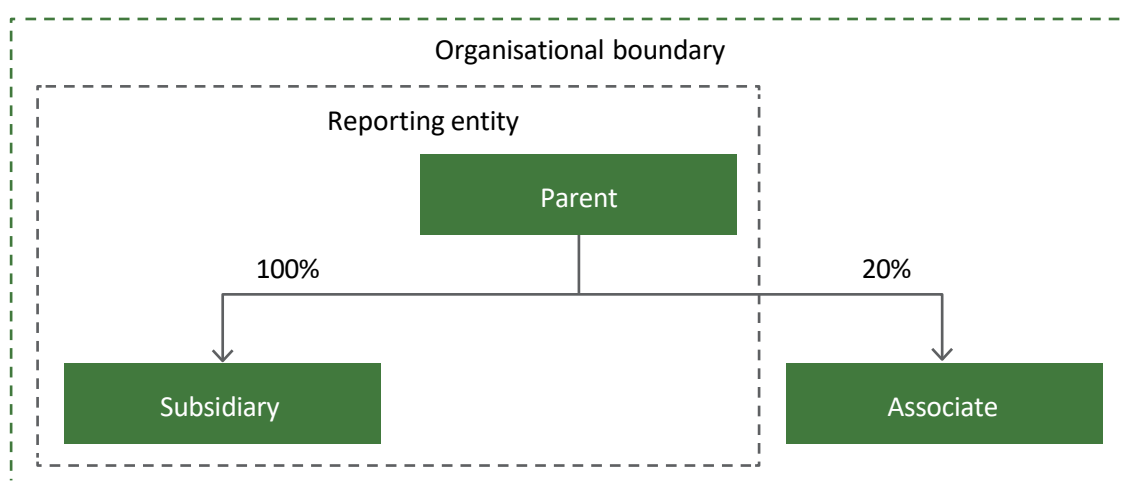 Organisational boundary
Reporting entity
Parent
100%
20%
Subsidiary
Associate